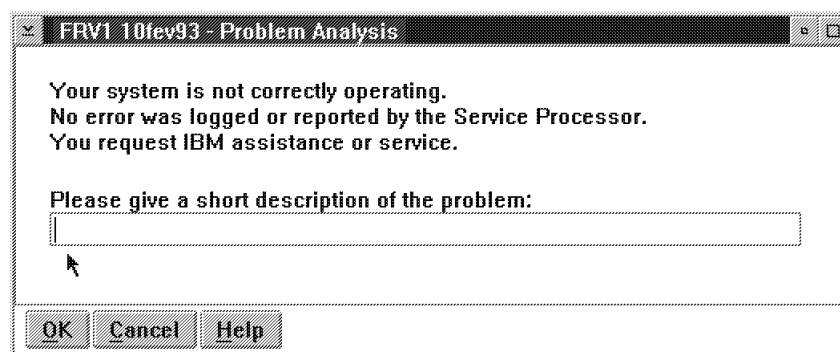 FRV1 10fev93 - Problem Analysis
Your system is not correctly operating.
No error was logged or reported by the Service Processor.
You request IBM assistance or service.
Please give a short description of the problem:
OK Cancel Help